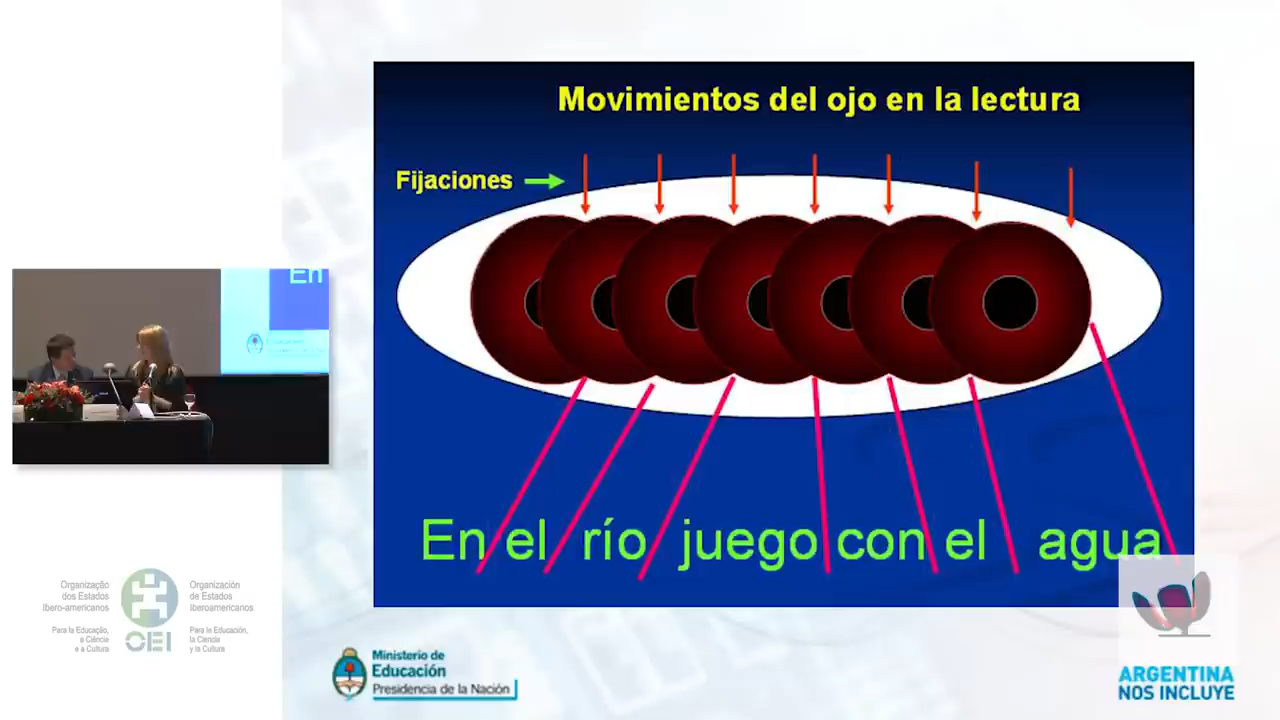 Movimientos del ojo en la lectura
Fijaciones
En el río juego con el agua
En
Organização
dos Estados
Ibero-americanos
Para la Educação,
a Ciência
e a Cultura
OEI
Organización
de Estados
Iberoamericanos
Para la Educación,
la Ciencia
y la Cultura
Ministerio de
Educación
Presidencia de la Nación
ARGENTINA
NOS INCLUYE